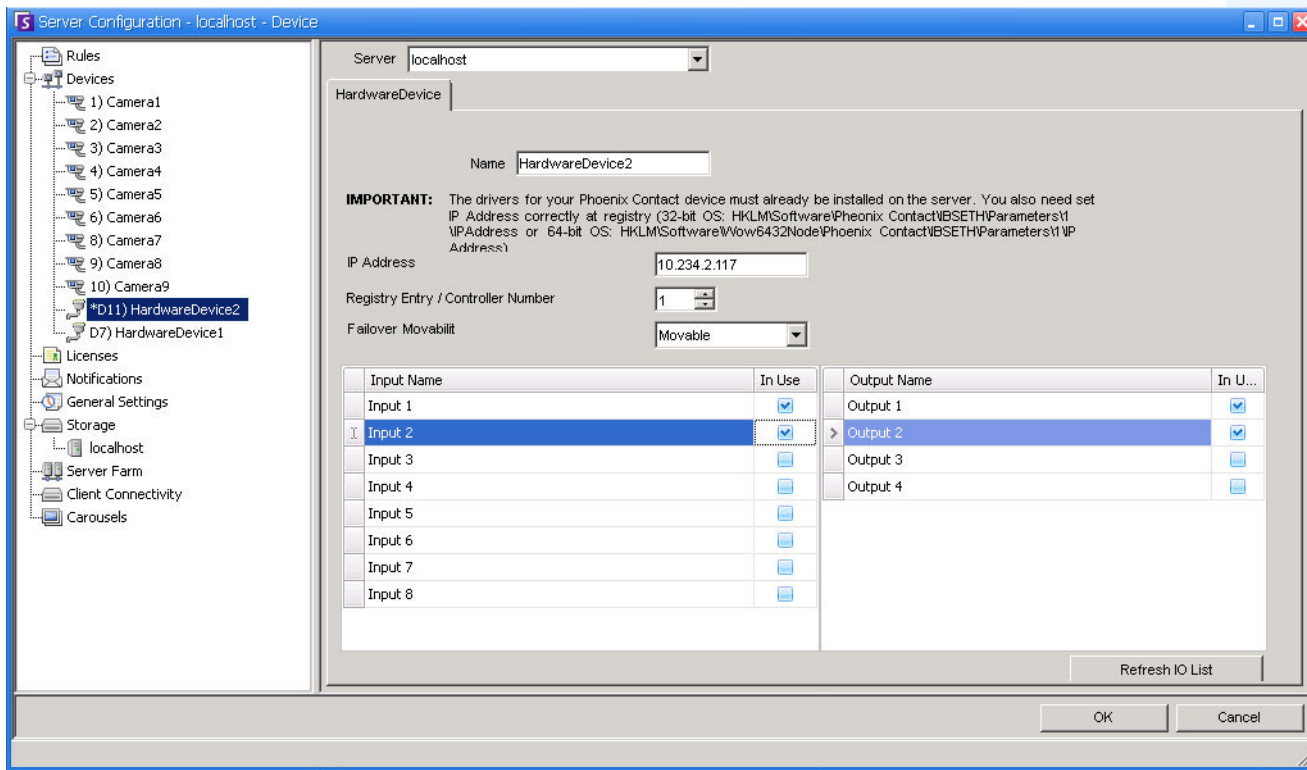 Server Configuration - localhost - Device
Rules
Devices
1) Camera1
2) Camera2
3) Camera3
4) Camera4
5) Camera5
6) Camera6
8) Camera7
9) Camera8
10) Camera9
*D11) HardwareDevice2
D7) HardwareDevice1
Licenses
Notifications
General Settings
Storage
localhost
Server Farm
Client Connectivity
Carousels
Server localhost
HardwareDevice
Name HardwareDevice2
IMPORTANT: The drivers for your Phoenix Contact device must already be installed on the server. You also need set
IP Address correctly at registry (32-bit OS: HKLM\Software\Pheonix Contact\IBSETH\Parameters\1
\IPAddress or 64-bit OS: HKLM\Software\Wow6432Node\Phoenix Contact\IBSETH\Parameters\1\IP
Address)
IP Address 10.234.2.117
Registry Entry / Controller Number 1
Failover Movabilit Movable
Input Name In Use Output Name In U...
Input 1 Output 1
Input 2 Output 2
Input 3 Output 3
Input 4 Output 4
Input 5
Input 6
Input 7
Input 8
Refresh IO List
OK Cancel